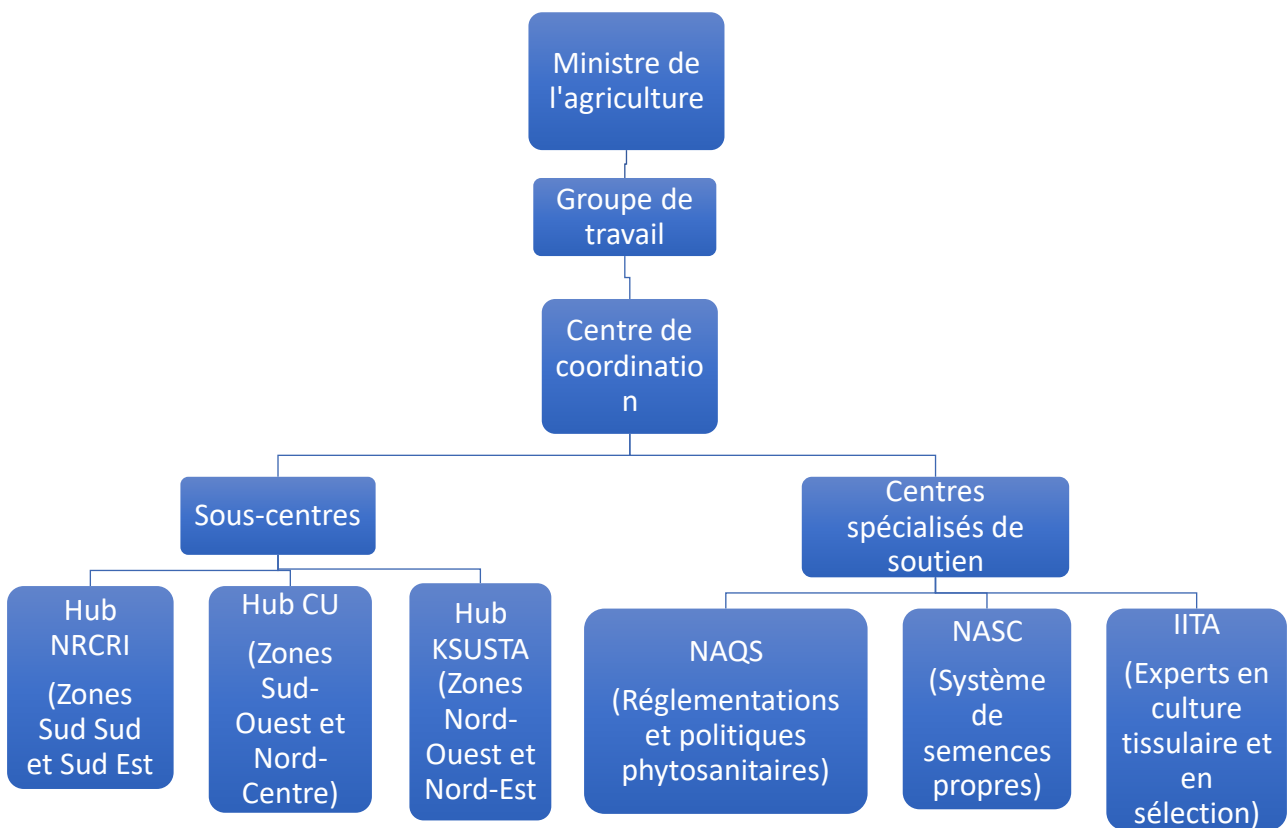 Ministre de
l'agriculture
Groupe de
travail
Centre de
coordinatio
n
Sous-centres
Centres
spécialisés de
soutien
Hub
NRCRI
(Zones
Sud Sud
et Sud Est)
Hub CU
(Zones
Sud-
Ouest et
Nord-
Centre)
Hub
KSUSTA
(Zones
Nord-
Ouest et
Nord-Est
NAQS
(Réglementations
et politiques
phytosanitaires)
NASC
(Système
de
semences
propres)
IITA
(Experts en
culture
tissulaire et
en
sélection)